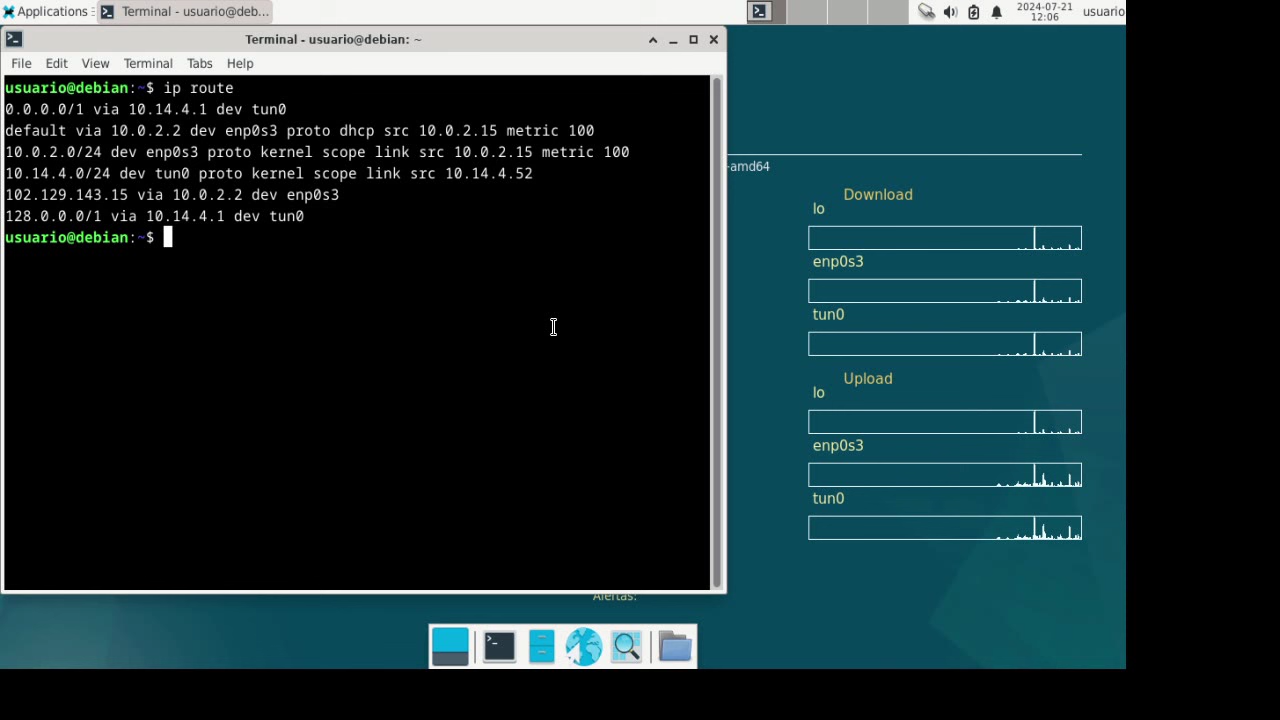 Applications
Terminal - usuario@deb...
2024-07-21
12:06
usuario
Terminal - usuario@debian: ~
File Edit View Terminal Tabs Help
usuario@debian:~$ ip route
0.0.0.0/1 via 10.14.4.1 dev tun0
default via 10.0.2.2 dev enp0s3 proto dhcp src 10.0.2.15 metric 100
10.0.2.0/24 dev enp0s3 proto kernel scope link src 10.0.2.15 metric 100
10.14.4.0/24 dev tun0 proto kernel scope link src 10.14.4.52
102.129.143.15 via 10.0.2.2 dev enp0s3
128.0.0.0/1 via 10.14.4.1 dev tun0
usuario@debian:~$
-amd64
Download
lo
enp0s3
tun0
Upload
lo
enp0s3
tun0
Alertas: